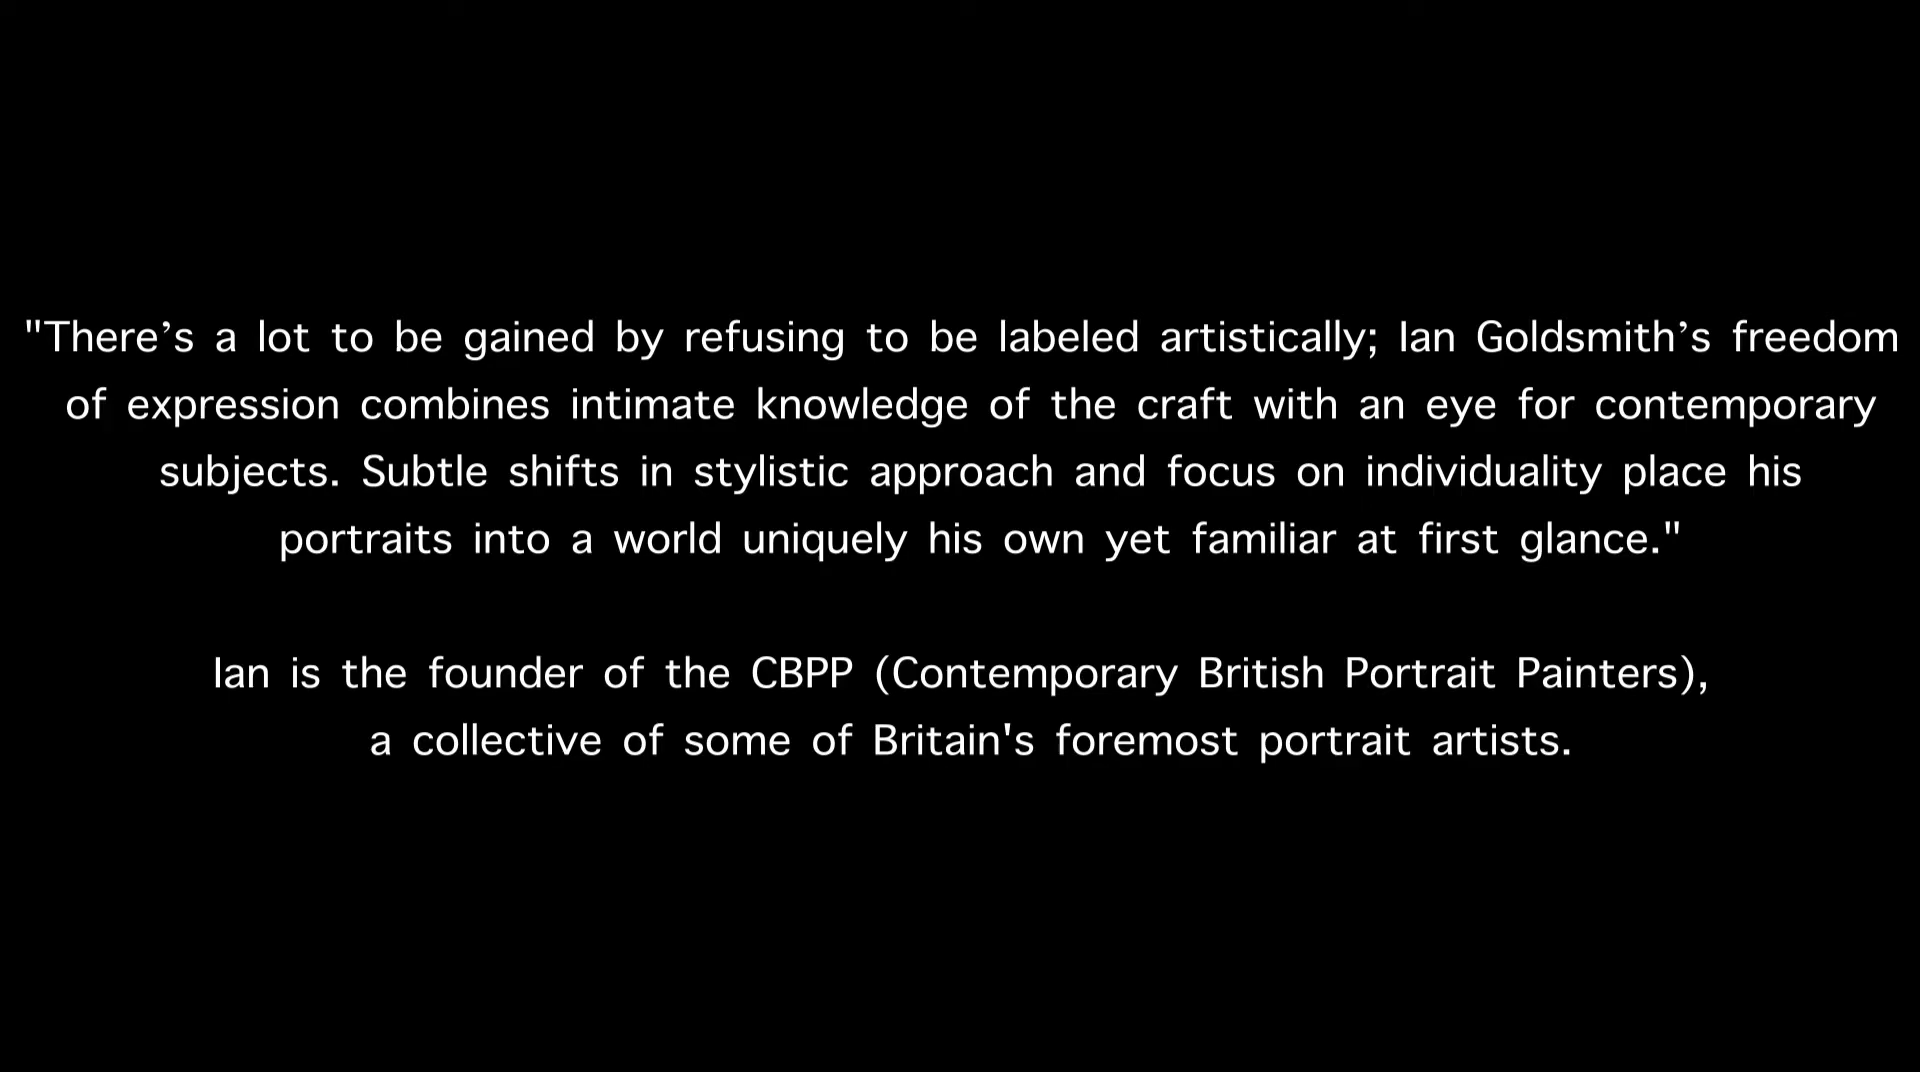 "There’s a lot to be gained by refusing to be labeled artistically; Ian Goldsmith’s freedom
of expression combines intimate knowledge of the craft with an eye for contemporary
subjects. Subtle shifts in stylistic approach and focus on individuality place his
portraits into a world uniquely his own yet familiar at first glance."
Ian is the founder of the CBPP (Contemporary British Portrait Painters),
a collective of some of Britain's foremost portrait artists.